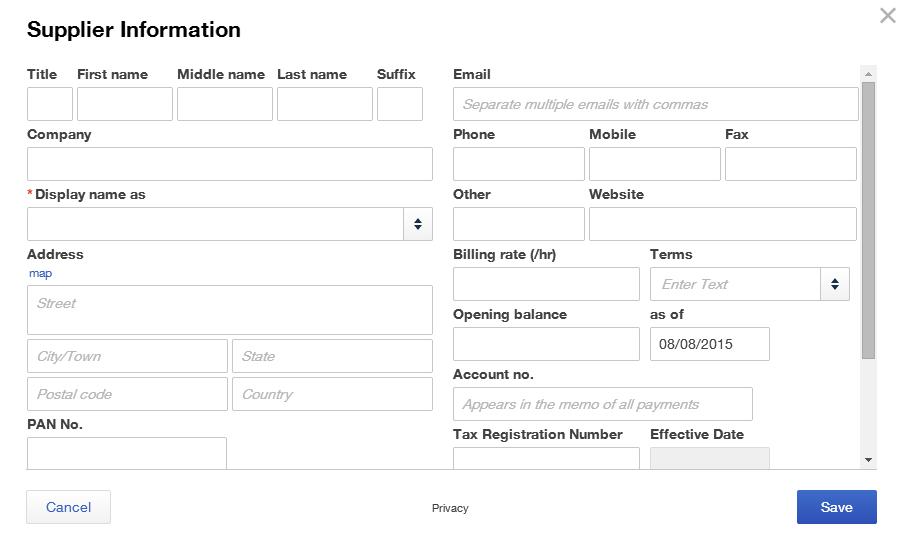 Supplier Information
Title First name Middle name Last name Suffix
Company
* Display name as
Address
map
Street
City/Town State
Postal code Country
PAN No.
Email
Separate multiple emails with commas
Phone Mobile Fax
Other Website
Billing rate (/hr) Terms
Enter Text
Opening balance as of
08/08/2015
Account no.
Appears in the memo of all payments
Tax Registration Number Effective Date
Cancel Privacy Save